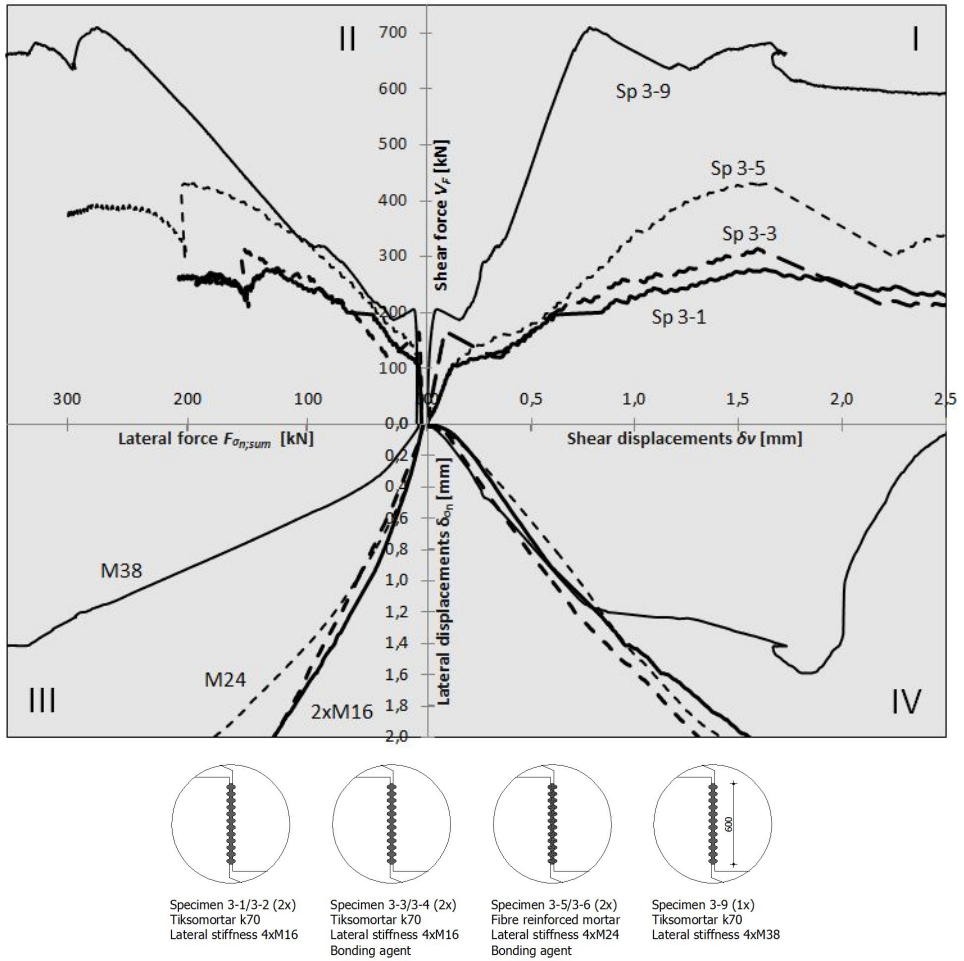 II
I
700
600
500
400
300
200
100
Shear force VF [kN]
Sp 3-9
Sp 3-5
Sp 3-3
Sp 3-1
300
200
100
0,5
1,0
1,5
2,0
2,5
Lateral force Fσn;sum [kN]
Shear displacements δv [mm]
0,0
0,2
0,4
0,6
0,8
1,0
1,2
1,4
1,6
1,8
2,0
Lateral displacements δσn [mm]
M38
M24
2xM16
III
IV
600
Specimen 3-1/3-2 (2x)
Tiksomortar k70
Lateral stiffness 4xM16
Specimen 3-3/3-4 (2x)
Tiksomortar k70
Lateral stiffness 4xM16
Bonding agent
Specimen 3-5/3-6 (2x)
Fibre reinforced mortar
Lateral stiffness 4xM24
Bonding agent
Specimen 3-9 (1x)
Tiksomortar k70
Lateral stiffness 4xM38